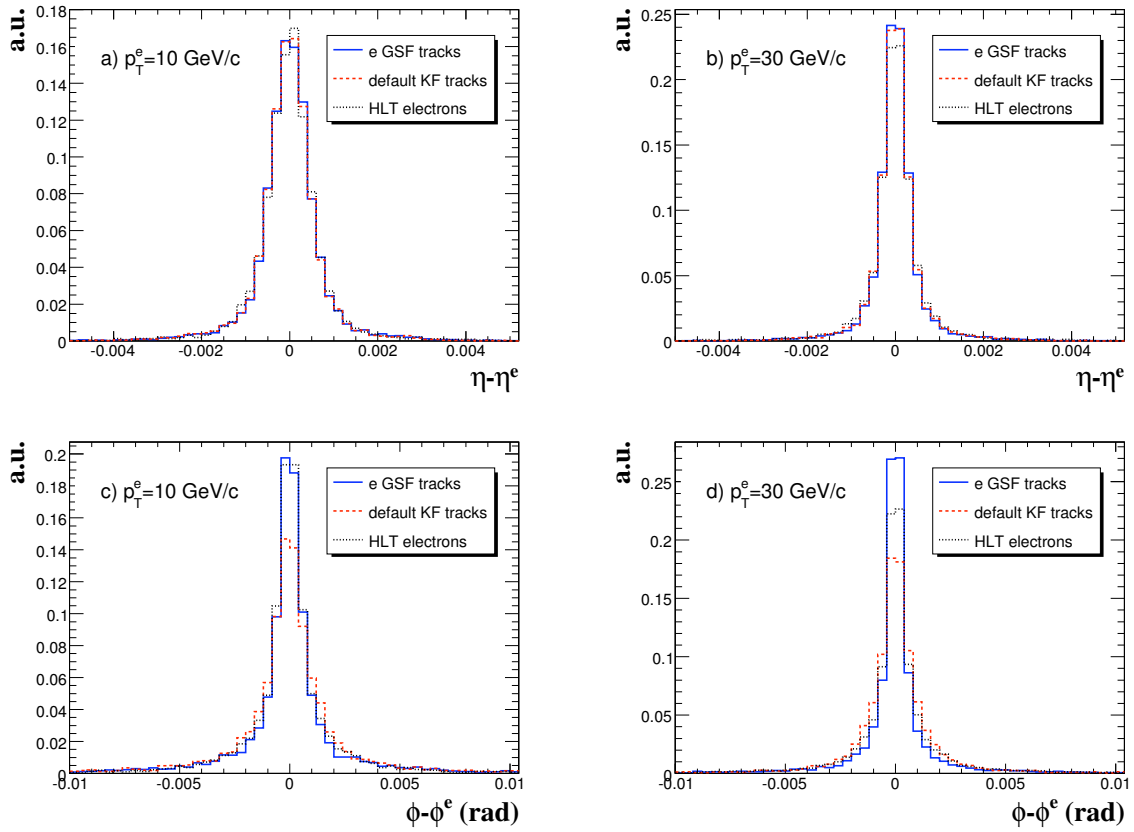 a.u.
a) p_T^e=10 GeV/c
e GSF tracks
default KF tracks
HLT electrons
0.18
0.16
0.14
0.12
0.1
0.08
0.06
0.04
0.02
0
-0.004 -0.002 0 0.002 0.004
η-η^e
a.u.
b) p_T^e=30 GeV/c
e GSF tracks
default KF tracks
HLT electrons
0.25
0.2
0.15
0.1
0.05
0
-0.004 -0.002 0 0.002 0.004
η-η^e
a.u.
c) p_T^e=10 GeV/c
e GSF tracks
default KF tracks
HLT electrons
0.2
0.18
0.16
0.14
0.12
0.1
0.08
0.06
0.04
0.02
0
-0.01 -0.005 0 0.005 0.01
ϕ-ϕ^e (rad)
a.u.
d) p_T^e=30 GeV/c
e GSF tracks
default KF tracks
HLT electrons
0.25
0.2
0.15
0.1
0.05
0
-0.01 -0.005 0 0.005 0.01
ϕ-ϕ^e (rad)